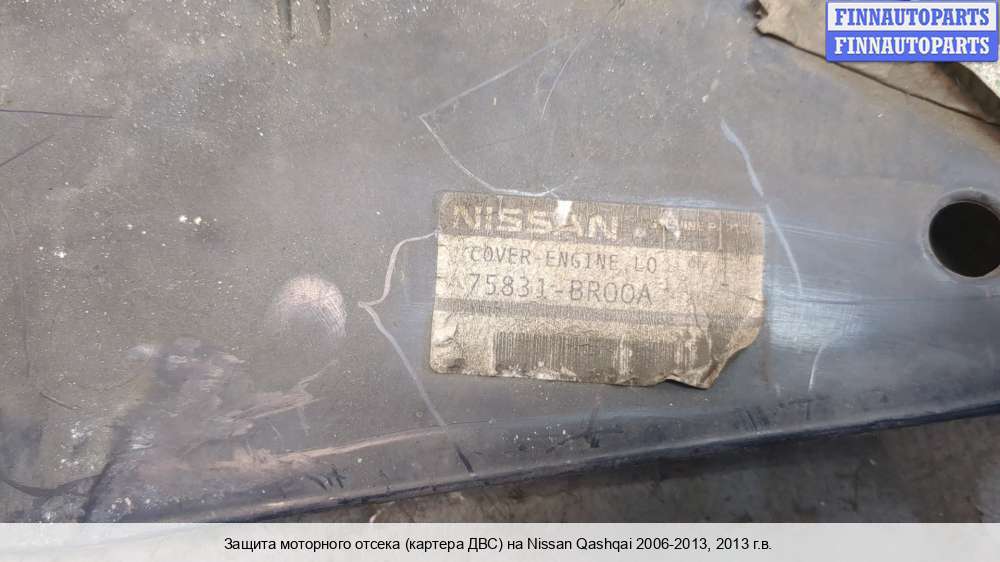 FINNAUTOPARTS
FINNAUTOPARTS
NISSAN
COVER-ENGINE LO
75831-BR00A
Защита моторного отсека (картера ДВС) на Nissan Qashqai 2006-2013, 2013 г.в.